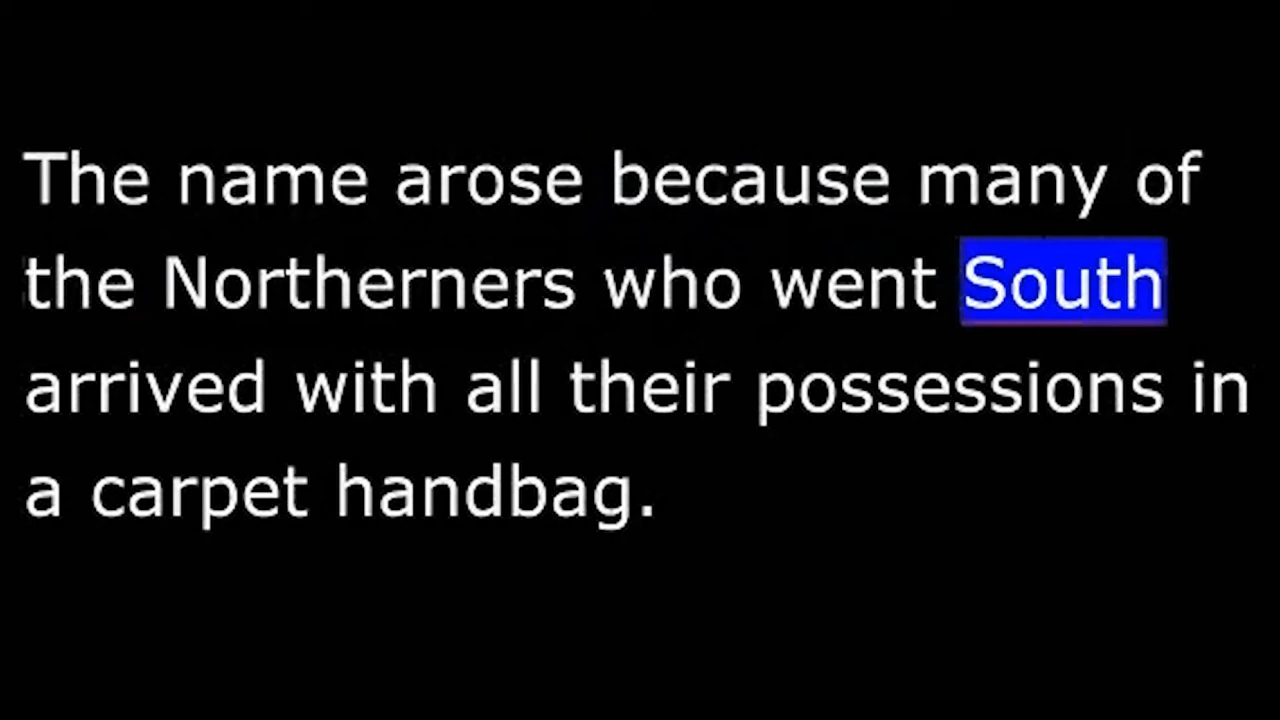 The name arose because many of
the Northerners who went South
arrived with all their possessions in
a carpet handbag.